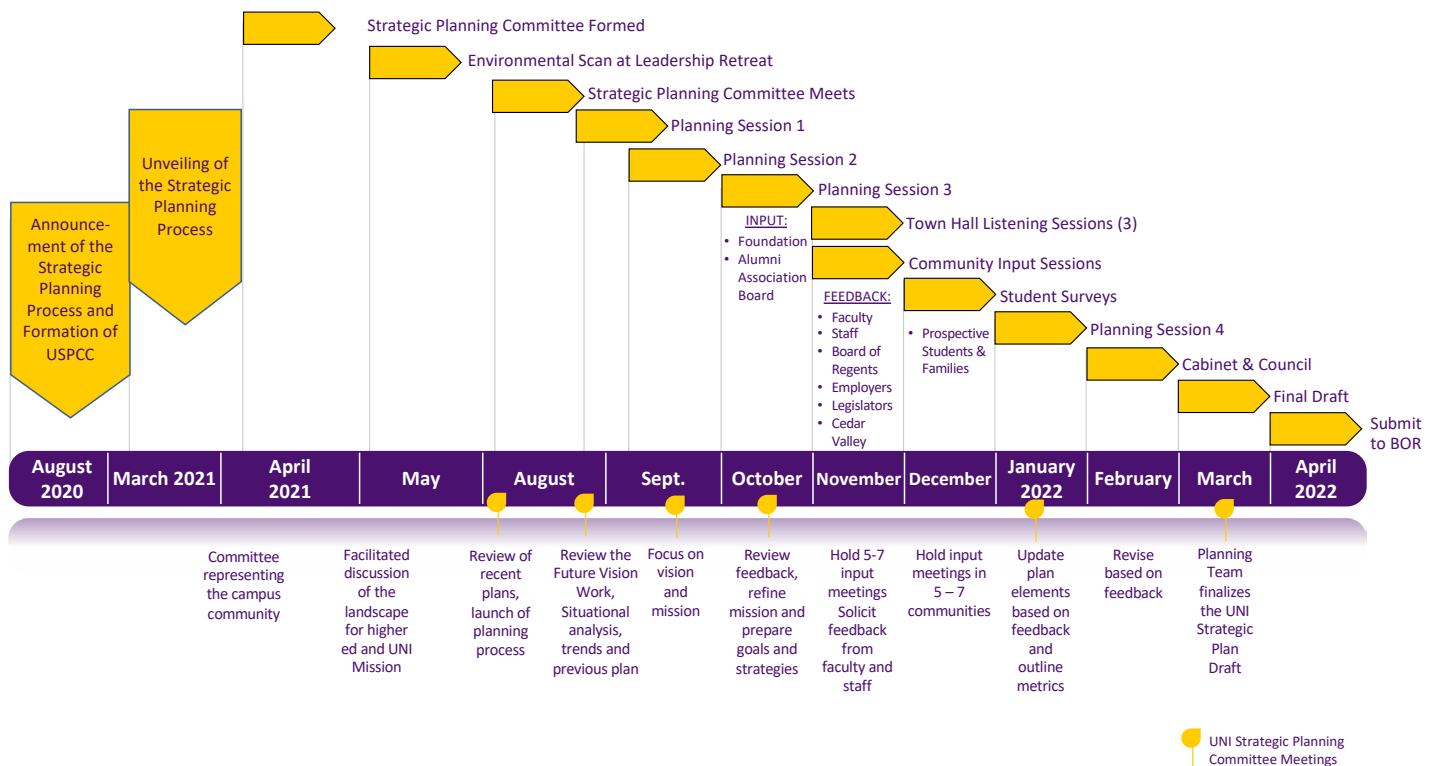 Strategic Planning Committee Formed
Environmental Scan at Leadership Retreat
Strategic Planning Committee Meets
Planning Session 1
Planning Session 2
Planning Session 3
Town Hall Listening Sessions (3)
Community Input Sessions
Student Surveys
Planning Session 4
Cabinet & Council
Final Draft
Submit
to BOR
Announce-
ment of the
Strategic
Planning
Process and
Formation of
USPCC
Unveiling of
the Strategic
Planning
Process
INPUT:
• Foundation
• Alumni
Association
Board
FEEDBACK:
• Faculty
• Staff
• Board of
Regents
• Employers
• Legislators
• Cedar
Valley
• Prospective
Students &
Families
August
2020
March 2021
April
2021
May
August
Sept.
October
November
December
January
2022
February
March
April
2022
Committee
representing
the campus
community
Facilitated
discussion
of the
landscape
for higher
ed and UNI
Mission
Review of
recent
plans,
launch of
planning
process
Review the
Future Vision
Work,
Situational
analysis,
trends and
previous plan
Focus on
vision
and
mission
Review
feedback,
refine
mission and
prepare
goals and
strategies
Hold 5-7
input
meetings
Solicit
feedback
from
faculty and
staff
Hold input
meetings in
5 – 7
communities
Update
plan
elements
based on
feedback
and
outline
metrics
Revise
based on
feedback
Planning
Team
finalizes
the UNI
Strategic
Plan
Draft
UNI Strategic Planning
Committee Meetings